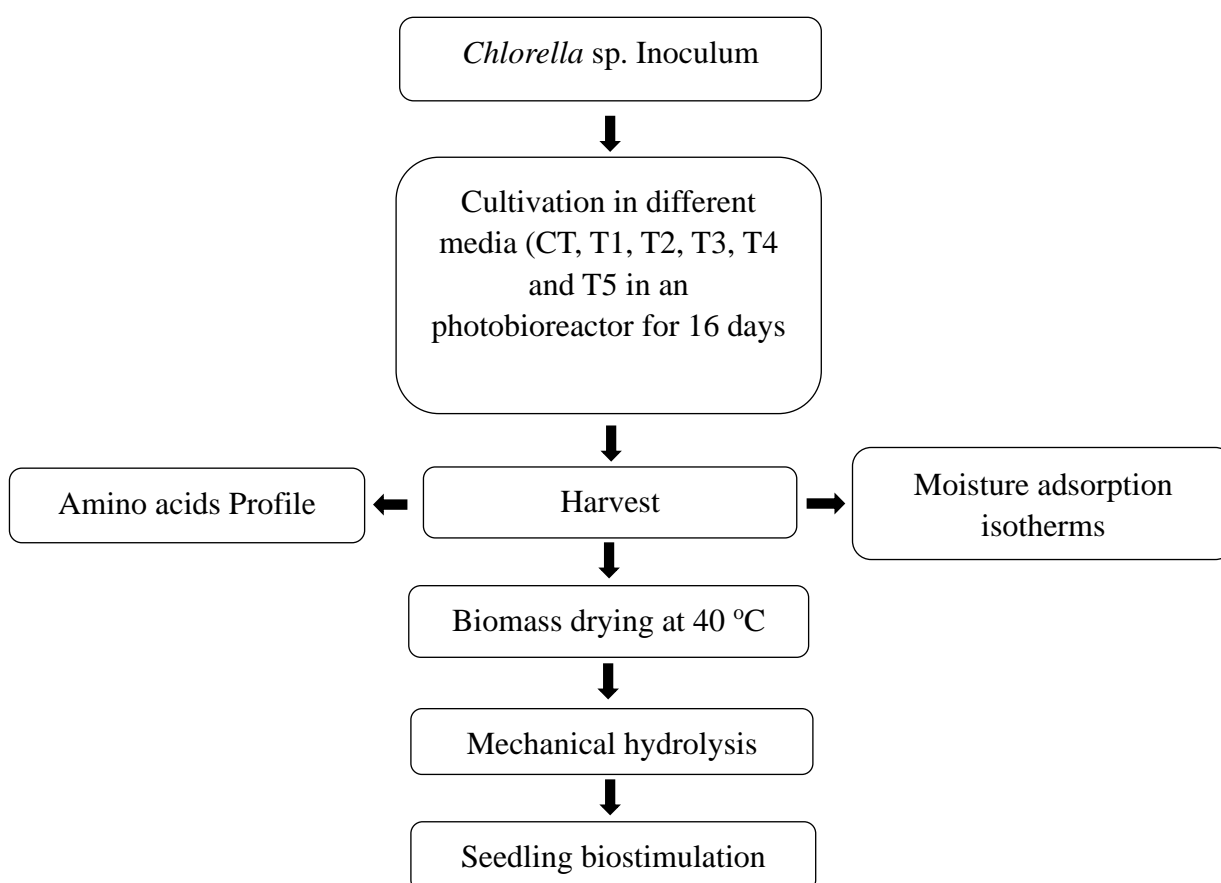 Chlorella sp. Inoculum
Cultivation in different
media (CT, T1, T2, T3, T4
and T5 in an
photobioreactor for 16 days
Amino acids Profile
Harvest
Moisture adsorption
isotherms
Biomass drying at 40 ºC
Mechanical hydrolysis
Seedling biostimulation